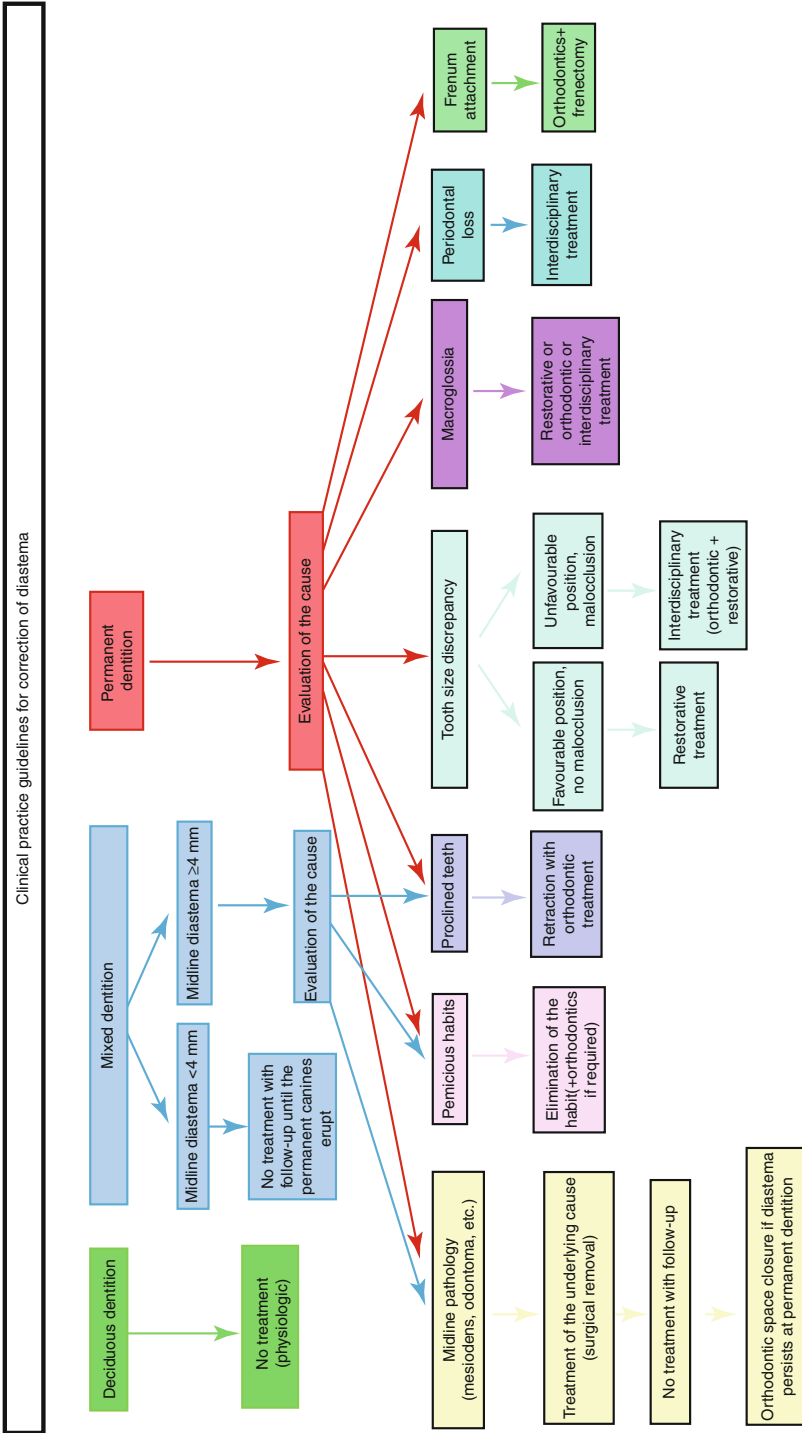 Clinical practice guidelines for correction of diastema
Deciduous dentition
Mixed dentition
Permanent
dentition
No treatment
(physiologic)
Midline diastema <4 mm
Midline diastema ≥4 mm
No treatment with
follow-up until the
permanent canines
erupt
Evaluation of the cause
Evaluation of the cause
Midline pathology
(mesiodens, odontoma, etc.)
Pernicious habits
Proclined teeth
Tooth size discrepancy
Macroglossia
Periodontal
loss
Frenum
attachment
Treatment of the underlying cause
(surgical removal)
Elimination of the
habit(+orthodontics
if required)
Retraction with
orthodontic
treatment
Favourable position,
no malocclusion
Unfavourable
position,
malocclusion
Restorative or
orthodontic or
interdisciplinary
treatment
Interdisciplinary
treatment
Orthodontics+
frenectomy
No treatment with follow-up
Restorative
treatment
Interdisciplinary
treatment
(orthodontic +
restorative)
Orthodontic space closure if diastema
persists at permanent dentition